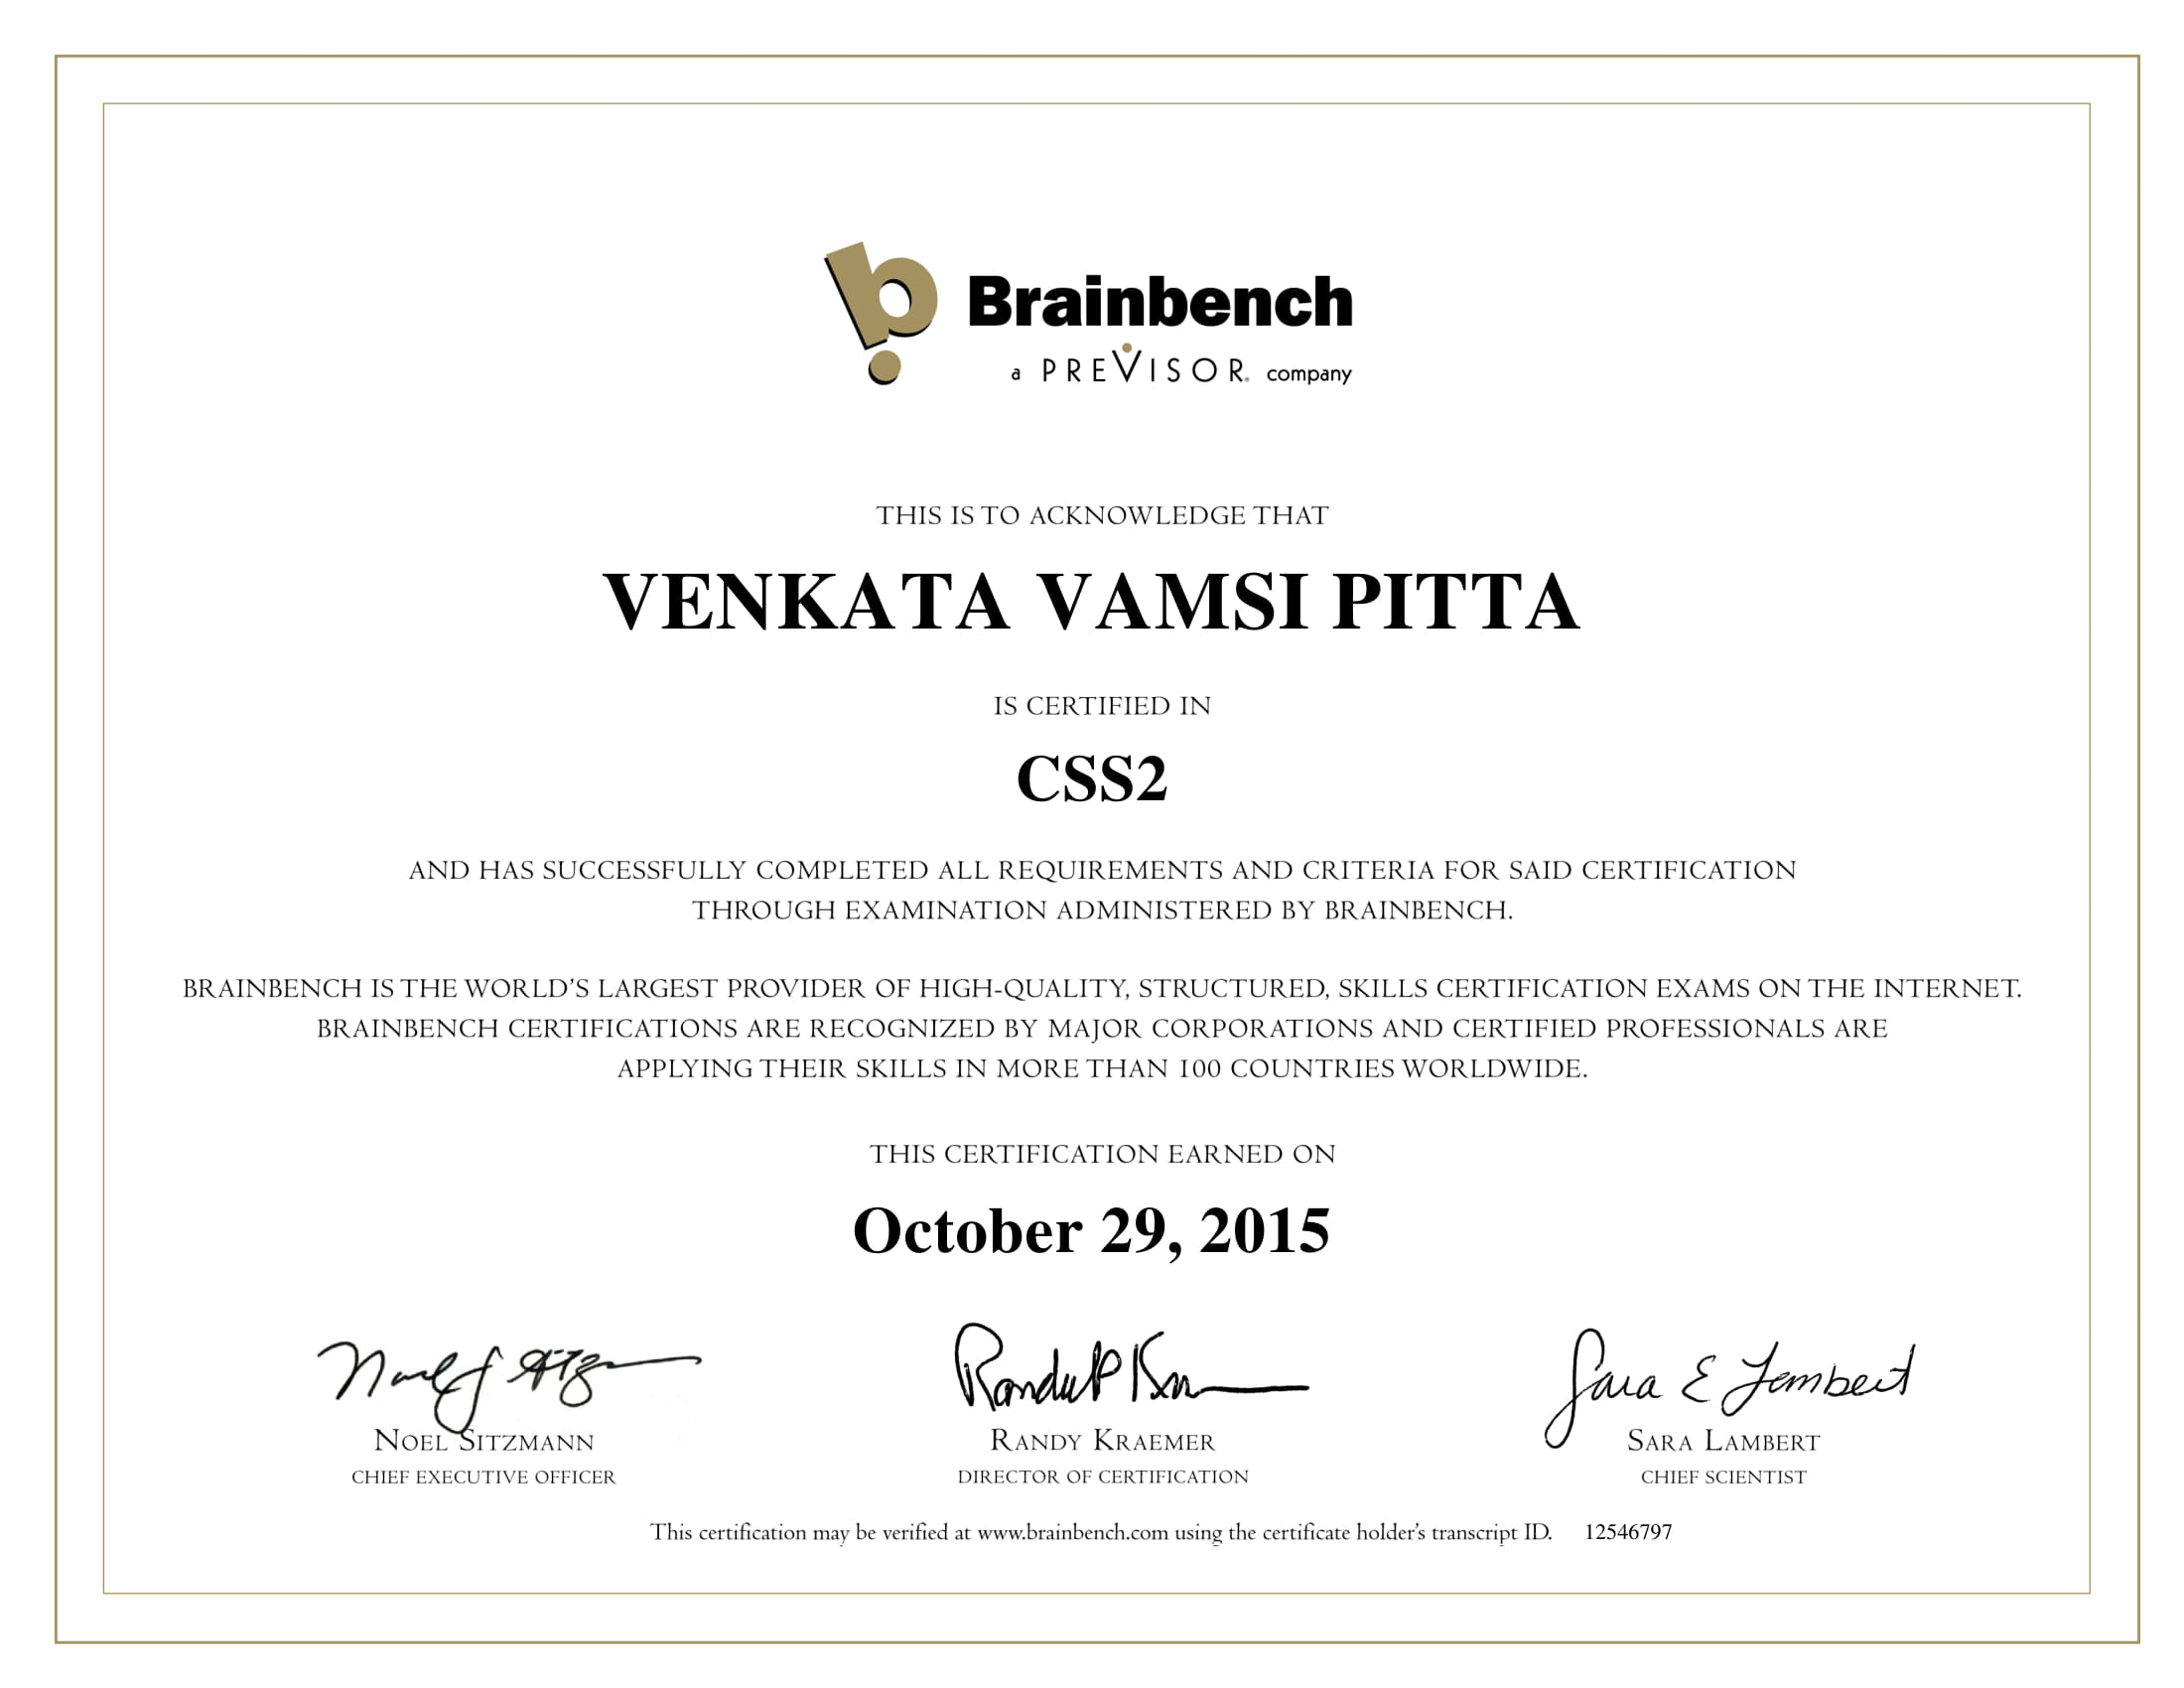 Brainbench
a PREVISOR® company
THIS IS TO ACKNOWLEDGE THAT
VENKATA VAMSI PITTA
IS CERTIFIED IN
CSS2
AND HAS SUCCESSFULLY COMPLETED ALL REQUIREMENTS AND CRITERIA FOR SAID CERTIFICATION
THROUGH EXAMINATION ADMINISTERED BY BRAINBENCH.
BRAINBENCH IS THE WORLD’S LARGEST PROVIDER OF HIGH-QUALITY, STRUCTURED, SKILLS CERTIFICATION EXAMS ON THE INTERNET.
BRAINBENCH CERTIFICATIONS ARE RECOGNIZED BY MAJOR CORPORATIONS AND CERTIFIED PROFESSIONALS ARE
APPLYING THEIR SKILLS IN MORE THAN 100 COUNTRIES WORLDWIDE.
THIS CERTIFICATION EARNED ON
October 29, 2015
Sara E Lambert
NOEL SITZMANN
CHIEF EXECUTIVE OFFICER
RANDY KRAEMER
DIRECTOR OF CERTIFICATION
SARA LAMBERT
CHIEF SCIENTIST
This certification may be verified at www.brainbench.com using the certificate holder’s transcript ID. 12546797